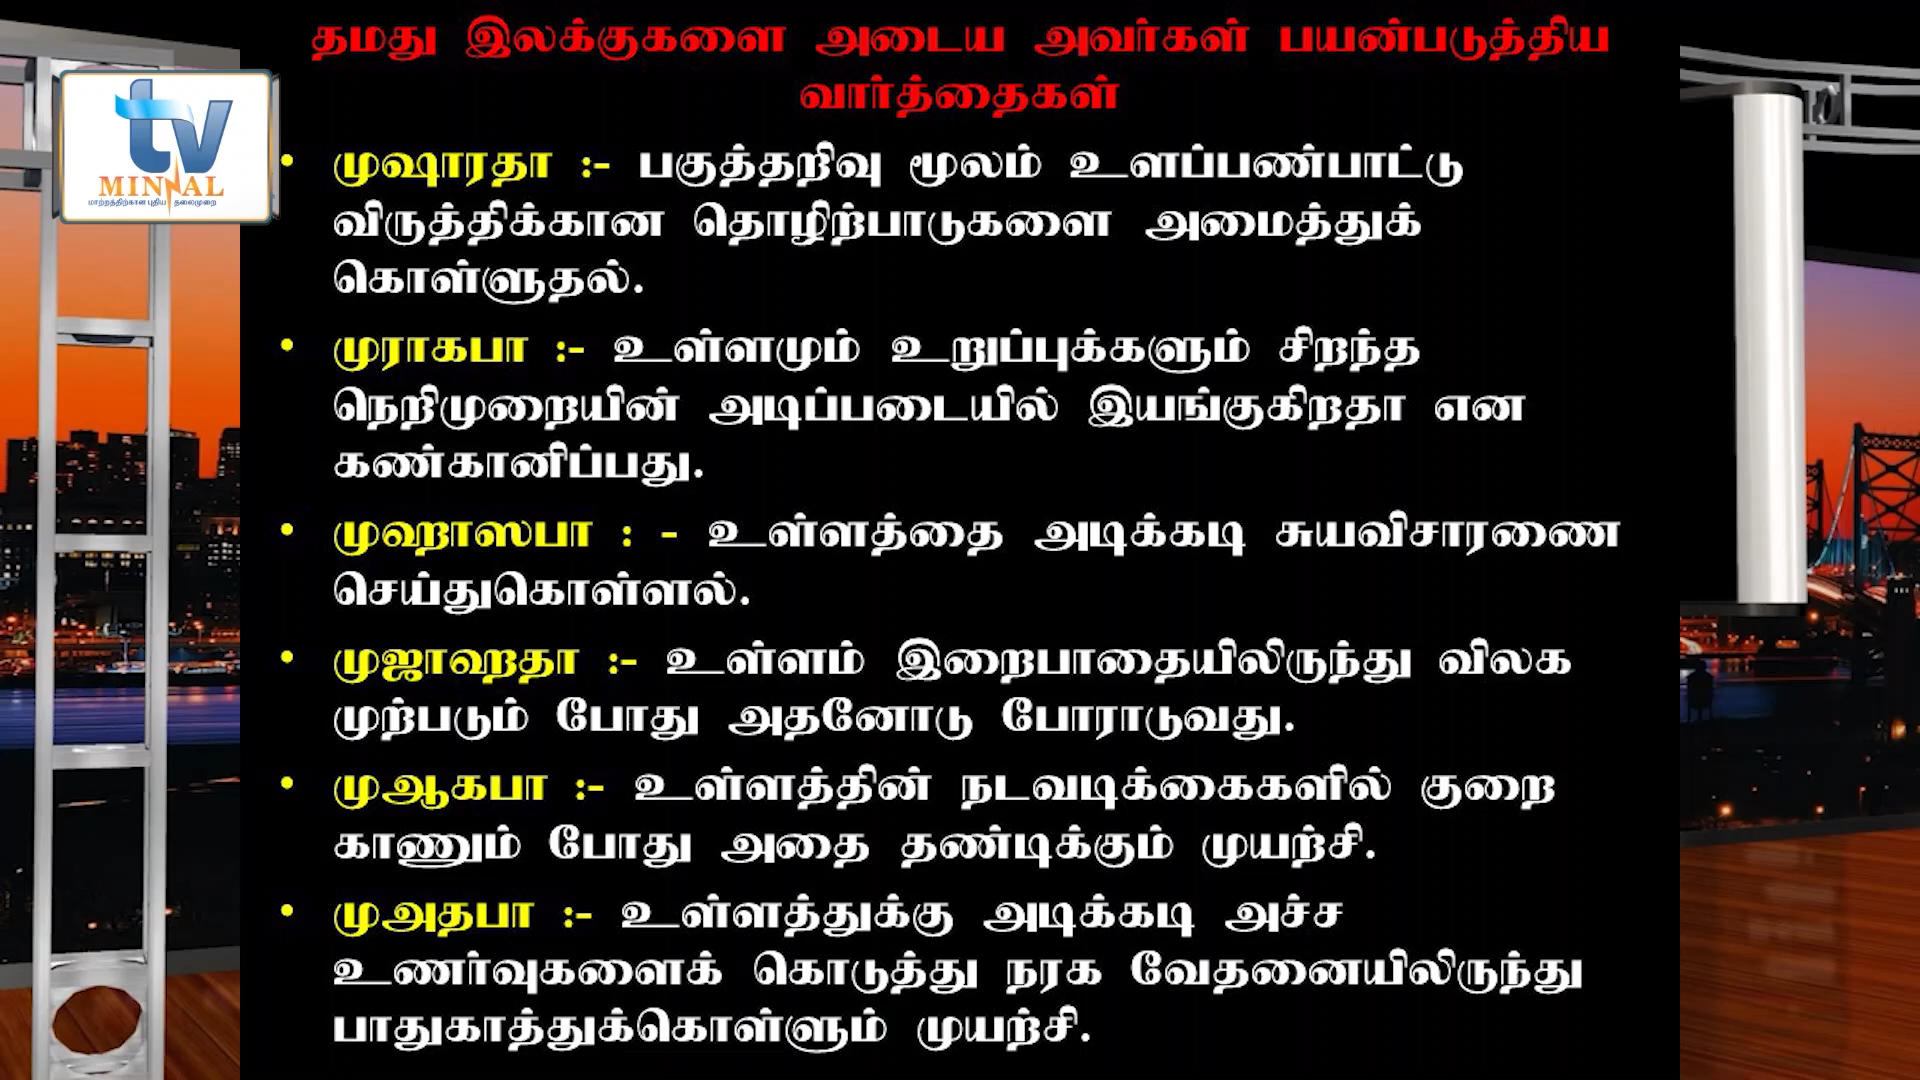 தமது இலக்குகளை அடைய அவர்கள் பயன்படுத்திய
வார்த்தைகள்
tv
MINNAL
மாற்றத்திற்கான புதிய தலைமுறை
• முஷாரதா :- பகுத்தறிவு மூலம் உளப்பண்பாட்டு
விருத்திக்கான தொழிற்பாடுகளை அமைத்துக்
கொள்ளுதல்.
• முராகபா :- உள்ளமும் உறுப்புக்களும் சிறந்த
நெறிமுறையின் அடிப்படையில் இயங்குகிறதா என
கண்கானிப்பது.
• முஹாஸபா : - உள்ளத்தை அடிக்கடி சுயவிசாரணை
செய்துகொள்ளல்.
• முஜாஹதா :- உள்ளம் இறைபாதையிலிருந்து விலக
முற்படும் போது அதனோடு போராடுவது.
• முஆகபா :- உள்ளத்தின் நடவடிக்கைகளில் குறை
காணும் போது அதை தண்டிக்கும் முயற்சி.
• முஅதபா :- உள்ளத்துக்கு அடிக்கடி அச்ச
உணர்வுகளைக் கொடுத்து நரக வேதனையிலிருந்து
பாதுகாத்துக்கொள்ளும் முயற்சி.